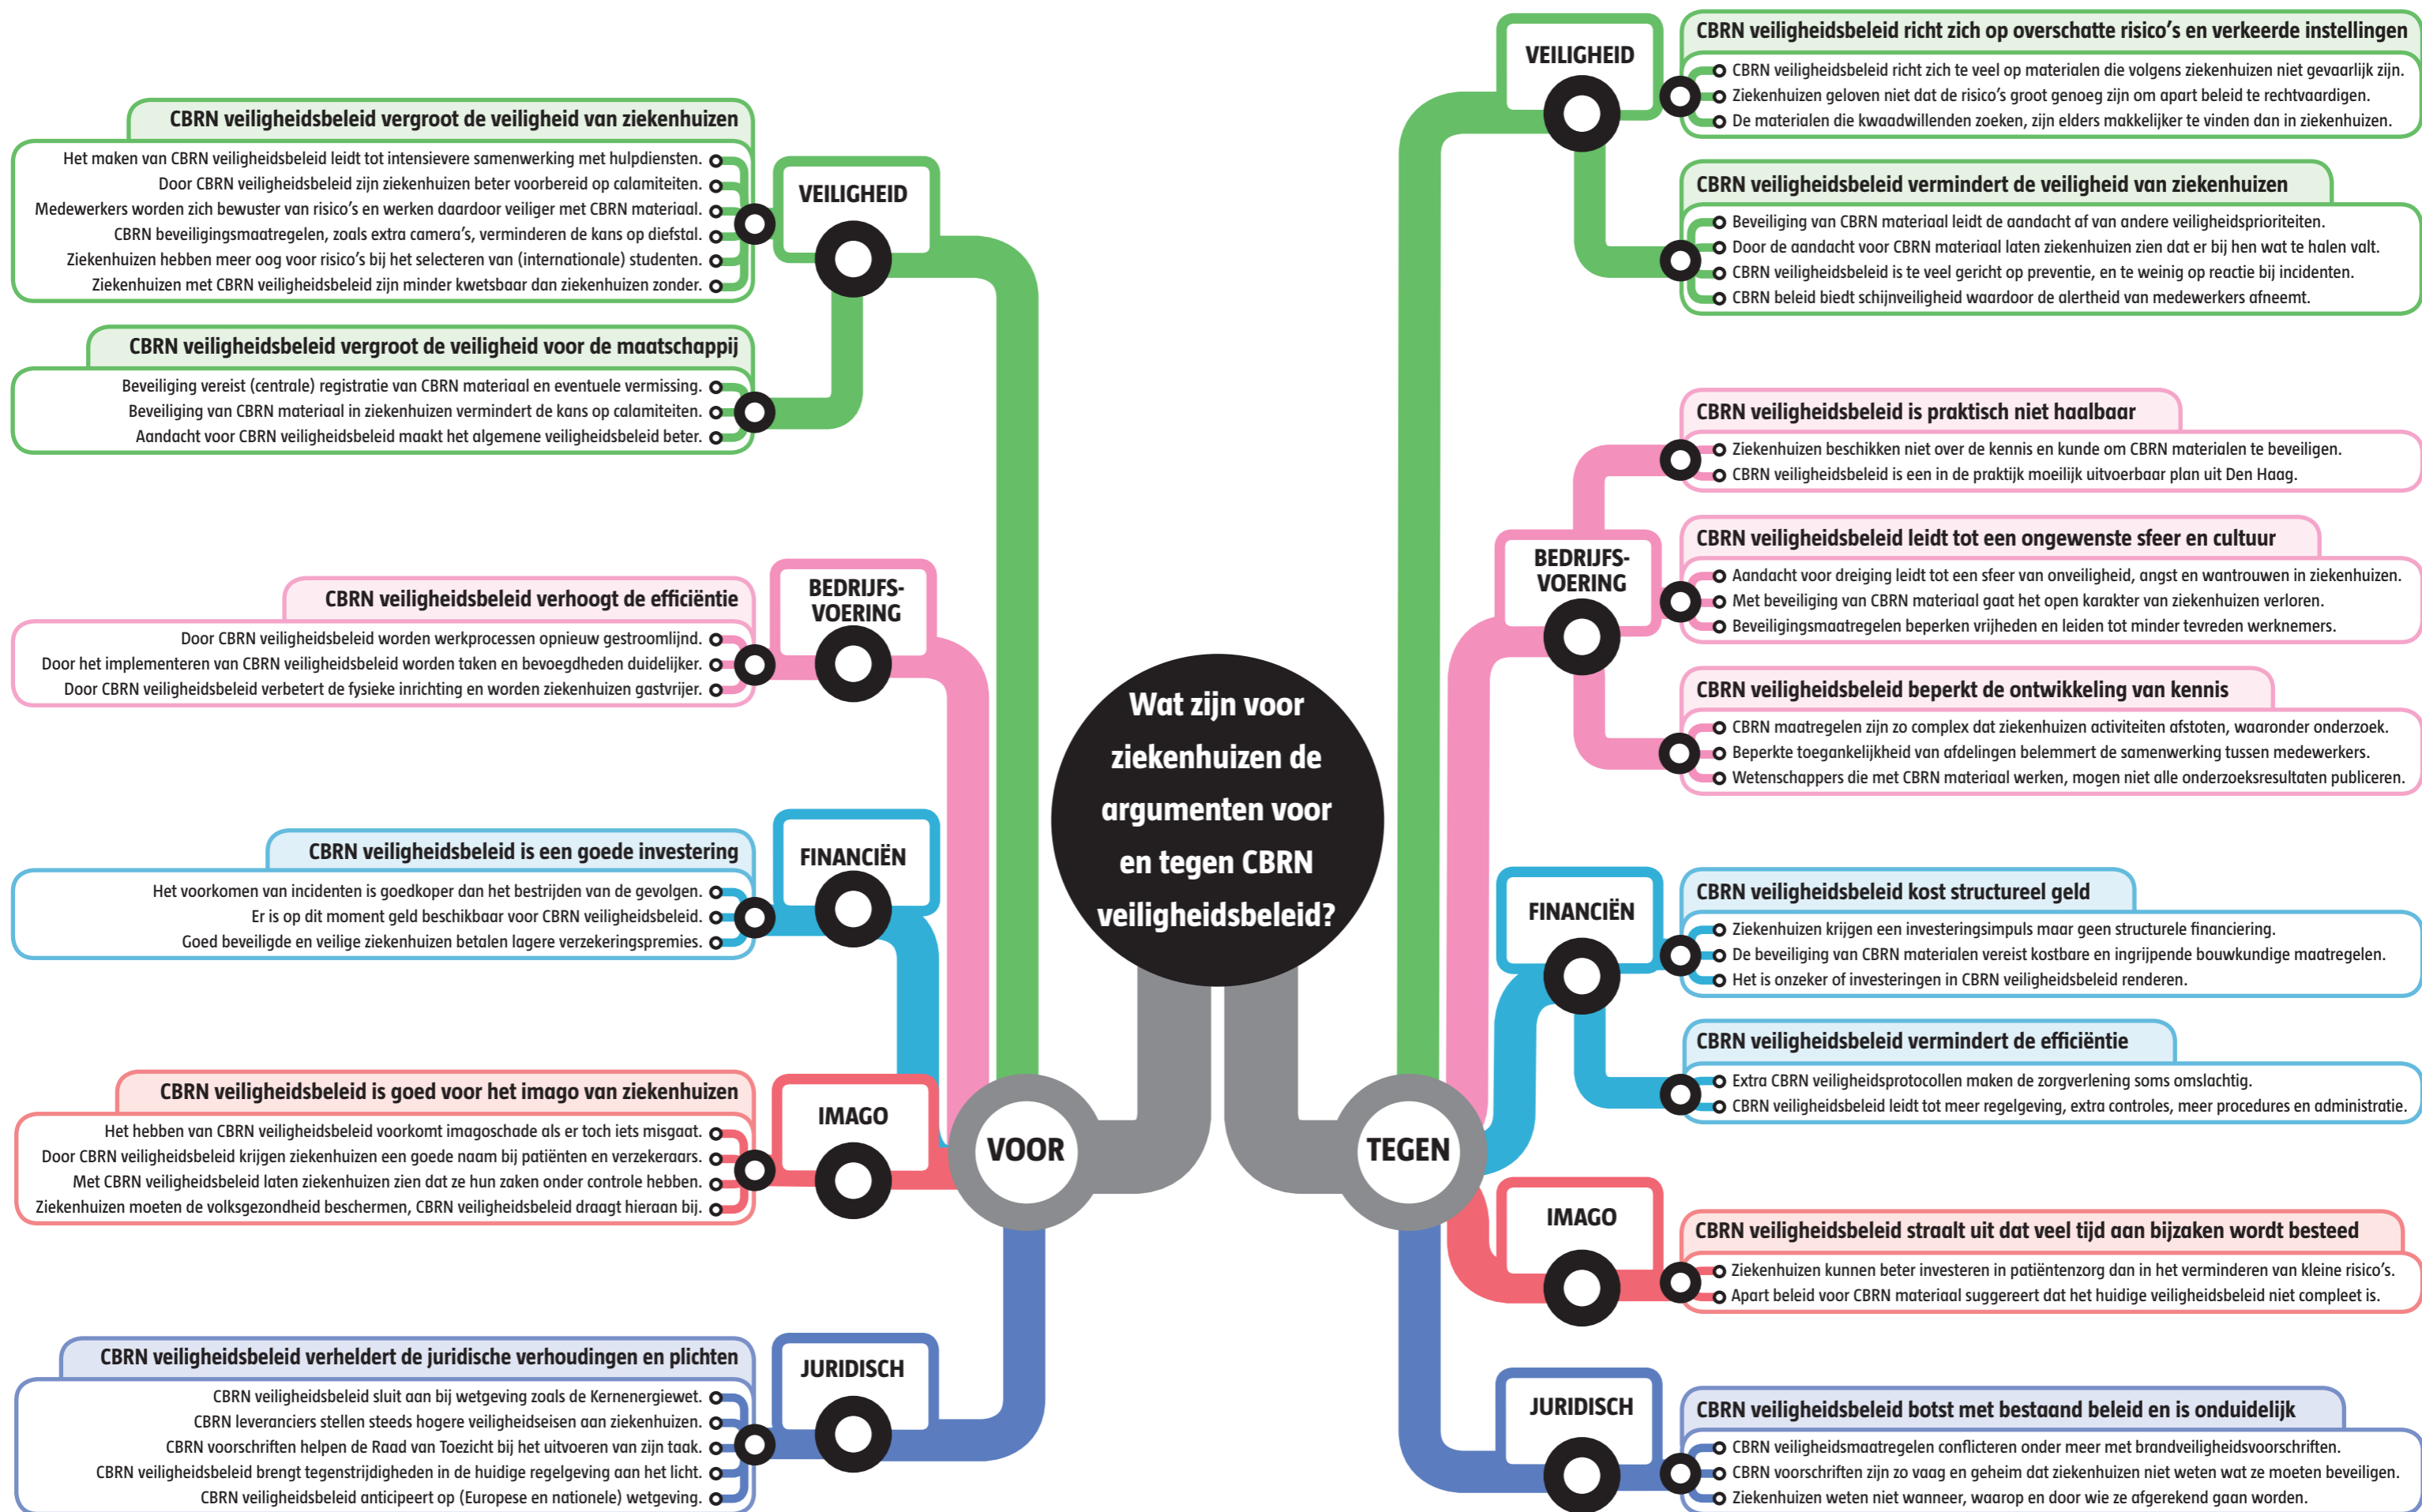 Wat zijn voor
ziekenhuizen de
argumenten voor
en tegen CBRN
veiligheidsbeleid?
VOOR
VEILIGHEID
CBRN veiligheidsbeleid vergroot de veiligheid van ziekenhuizen
Het maken van CBRN veiligheidsbeleid leidt tot intensievere samenwerking met hulpdiensten.
Door CBRN veiligheidsbeleid zijn ziekenhuizen beter voorbereid op calamiteiten.
Medewerkers worden zich bewuster van risico's en werken daardoor veiliger met CBRN materiaal.
CBRN beveiligingsmaatregelen, zoals extra camera's, verminderen de kans op diefstal.
Ziekenhuizen hebben meer oog voor risico's bij het selecteren van (internationale) studenten.
Ziekenhuizen met CBRN veiligheidsbeleid zijn minder kwetsbaar dan ziekenhuizen zonder.
CBRN veiligheidsbeleid vergroot de veiligheid voor de maatschappij
Beveiliging vereist (centrale) registratie van CBRN materiaal en eventuele vermissing.
Beveiliging van CBRN materiaal in ziekenhuizen vermindert de kans op calamiteiten.
Aandacht voor CBRN veiligheidsbeleid maakt het algemene veiligheidsbeleid beter.
BEDRIJFS-
VOERING
CBRN veiligheidsbeleid verhoogt de efficiëntie
Door CBRN veiligheidsbeleid worden werkprocessen opnieuw gestroomlijnd.
Door het implementeren van CBRN veiligheidsbeleid worden taken en bevoegdheden duidelijker.
Door CBRN veiligheidsbeleid verbetert de fysieke inrichting en worden ziekenhuizen gastvrijer.
FINANCIËN
CBRN veiligheidsbeleid is een goede investering
Het voorkomen van incidenten is goedkoper dan het bestrijden van de gevolgen.
Er is op dit moment geld beschikbaar voor CBRN veiligheidsbeleid.
Goed beveiligde en veilige ziekenhuizen betalen lagere verzekeringspremies.
IMAGO
CBRN veiligheidsbeleid is goed voor het imago van ziekenhuizen
Het hebben van CBRN veiligheidsbeleid voorkomt imagoschade als er toch iets misgaat.
Door CBRN veiligheidsbeleid krijgen ziekenhuizen een goede naam bij patiënten en verzekeraars.
Met CBRN veiligheidsbeleid laten ziekenhuizen zien dat ze hun zaken onder controle hebben.
Ziekenhuizen moeten de volksgezondheid beschermen, CBRN veiligheidsbeleid draagt hieraan bij.
JURIDISCH
CBRN veiligheidsbeleid verheldert de juridische verhoudingen en plichten
CBRN veiligheidsbeleid sluit aan bij wetgeving zoals de Kernenergiewet.
CBRN leveranciers stellen steeds hogere veiligheidseisen aan ziekenhuizen.
CBRN voorschriften helpen de Raad van Toezicht bij het uitvoeren van zijn taak.
CBRN veiligheidsbeleid brengt tegenstrijdigheden in de huidige regelgeving aan het licht.
CBRN veiligheidsbeleid anticipeert op (Europese en nationale) wetgeving.
TEGEN
VEILIGHEID
CBRN veiligheidsbeleid richt zich op overschatte risico's en verkeerde instellingen
CBRN veiligheidsbeleid richt zich te veel op materialen die volgens ziekenhuizen niet gevaarlijk zijn.
Ziekenhuizen geloven niet dat de risico's groot genoeg zijn om apart beleid te rechtvaardigen.
De materialen die kwaadwillenden zoeken, zijn elders makkelijker te vinden dan in ziekenhuizen.
CBRN veiligheidsbeleid vermindert de veiligheid van ziekenhuizen
Beveiliging van CBRN materiaal leidt de aandacht af van andere veiligheidsprioriteiten.
Door de aandacht voor CBRN materiaal laten ziekenhuizen zien dat er bij hen wat te halen valt.
CBRN veiligheidsbeleid is te veel gericht op preventie, en te weinig op reactie bij incidenten.
CBRN beleid biedt schijnveiligheid waardoor de alertheid van medewerkers afneemt.
BEDRIJFS-
VOERING
CBRN veiligheidsbeleid is praktisch niet haalbaar
Ziekenhuizen beschikken niet over de kennis en kunde om CBRN materialen te beveiligen.
CBRN veiligheidsbeleid is een in de praktijk moeilijk uitvoerbaar plan uit Den Haag.
CBRN veiligheidsbeleid leidt tot een ongewenste sfeer en cultuur
Aandacht voor dreiging leidt tot een sfeer van onveiligheid, angst en wantrouwen in ziekenhuizen.
Met beveiliging van CBRN materiaal gaat het open karakter van ziekenhuizen verloren.
Beveiligingsmaatregelen beperken vrijheden en leiden tot minder tevreden werknemers.
CBRN veiligheidsbeleid beperkt de ontwikkeling van kennis
CBRN maatregelen zijn zo complex dat ziekenhuizen activiteiten afstoten, waaronder onderzoek.
Beperkte toegankelijkheid van afdelingen belemmert de samenwerking tussen medewerkers.
Wetenschappers die met CBRN materiaal werken, mogen niet alle onderzoeksresultaten publiceren.
FINANCIËN
CBRN veiligheidsbeleid kost structureel geld
Ziekenhuizen krijgen een investeringsimpuls maar geen structurele financiering.
De beveiliging van CBRN materialen vereist kostbare en ingrijpende bouwkundige maatregelen.
Het is onzeker of investeringen in CBRN veiligheidsbeleid renderen.
CBRN veiligheidsbeleid vermindert de efficiëntie
Extra CBRN veiligheidsprotocollen maken de zorgverlening soms omslachtig.
CBRN veiligheidsbeleid leidt tot meer regelgeving, extra controles, meer procedures en administratie.
IMAGO
CBRN veiligheidsbeleid straalt uit dat veel tijd aan bijzaken wordt besteed
Ziekenhuizen kunnen beter investeren in patiëntenzorg dan in het verminderen van kleine risico's.
Apart beleid voor CBRN materiaal suggereert dat het huidige veiligheidsbeleid niet compleet is.
JURIDISCH
CBRN veiligheidsbeleid botst met bestaand beleid en is onduidelijk
CBRN veiligheidsmaatregelen conflicteren onder meer met brandveiligheidsvoorschriften.
CBRN voorschriften zijn zo vaag en geheim dat ziekenhuizen niet weten wat ze moeten beveiligen.
Ziekenhuizen weten niet wanneer, waarop en door wie ze afgerekend gaan worden.